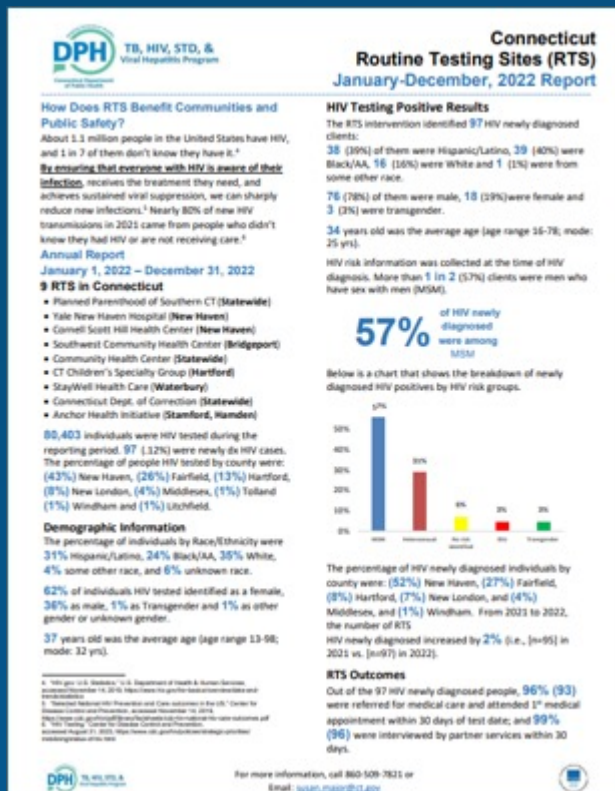 DPH
TB, HIV, STD, &
Viral Hepatitis Program
Connecticut Department
of Public Health
Connecticut
Routine Testing Sites (RTS)
January-December, 2022 Report
How Does RTS Benefit Communities and
Public Safety?
About 1.1 million people in the United States have HIV,
and 1 in 7 of them don't know they have it.⁴
By ensuring that everyone with HIV is aware of their
infection, receives the treatment they need, and
achieves sustained viral suppression, we can sharply
reduce new infections.⁵ Nearly 80% of new HIV
transmissions in 2021 came from people who didn't
know they had HIV or are not receiving care.⁶
Annual Report
January 1, 2022 – December 31, 2022
9 RTS in Connecticut
• Planned Parenthood of Southern CT (Statewide)
• Yale New Haven Hospital (New Haven)
• Cornell Scott Hill Health Center (New Haven)
• Southwest Community Health Center (Bridgeport)
• Community Health Center (Statewide)
• CT Children's Specialty Group (Hartford)
• StayWell Health Care (Waterbury)
• Connecticut Dept. of Correction (Statewide)
• Anchor Health Initiative (Stamford, Hamden)
80,403 individuals were HIV tested during the
reporting period. 97 (.12%) were newly dx HIV cases.
The percentage of people HIV tested by county were:
(43%) New Haven, (26%) Fairfield, (13%) Hartford,
(8%) New London, (4%) Middlesex, (1%) Tolland
(1%) Windham and (1%) Litchfield.
Demographic Information
The percentage of individuals by Race/Ethnicity were
31% Hispanic/Latino, 24% Black/AA, 35% White,
4% some other race, and 6% unknown race.
62% of individuals HIV tested identified as a female,
36% as male, 1% as Transgender and 1% as other
gender or unknown gender.
37 years old was the average age (age range 13-98;
mode: 32 yrs).
HIV Testing Positive Results
The RTS intervention identified 97 HIV newly diagnosed
clients:
38 (39%) of them were Hispanic/Latino, 39 (40%) were
Black/AA, 16 (16%) were White and 1 (1%) were from
some other race.
76 (78%) of them were male, 18 (19%) were female and
3 (3%) were transgender.
34 years old was the average age (age range 16-78; mode:
25 yrs).
HIV risk information was collected at the time of HIV
diagnosis. More than 1 in 2 (57%) clients were men who
have sex with men (MSM).
57%
of HIV newly
diagnosed
were among
MSM
Below is a chart that shows the breakdown of newly
diagnosed HIV positives by HIV risk groups.
57%
50%
40%
30%
20%
10%
0%
MSM
Heterosexual
No risk
identified
IDU
Transgender
The percentage of HIV newly diagnosed individuals by
county were: (52%) New Haven, (27%) Fairfield,
(8%) Hartford, (7%) New London, and (4%)
Middlesex, and (1%) Windham. From 2021 to 2022,
the number of RTS
HIV newly diagnosed increased by 2% (i.e., [n=95] in
2021 vs. [n=97] in 2022).
RTS Outcomes
Out of the 97 HIV newly diagnosed people, 96% (93)
were referred for medical care and attended 1st medical
appointment within 30 days of test date; and 99%
(96) were interviewed by partner services within 30
days.
DPH
TB, HIV, STD, &
Viral Hepatitis Program
For more information, call 860-509-7821 or
Email: susan.major@ct.gov